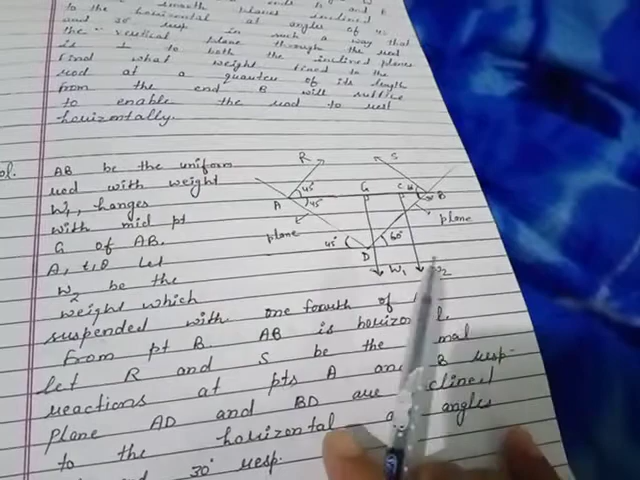 to the horizontal at angles of 45
and 30° resp in such a way that
the vertical plane through the rod
is ⊥ to both the inclined planes
Find what weight fixed to the
rod at a quarter of its length
from the end B will suffice
to enable the rod to rest
horizontally.
AB be the uniform
rod with weight
W₁, hanges
with mid pt
G of AB.
let
W₂ be the
weight which
suspended with one fourth of
from pt B. AB is
let R and S be the
reactions at pts A B resp.
plane AD and BD are
to the horizontal angles
30° resp.
R
S
45°
45°
A
G
C
B
plane
plane
45°
D
60°
W₁